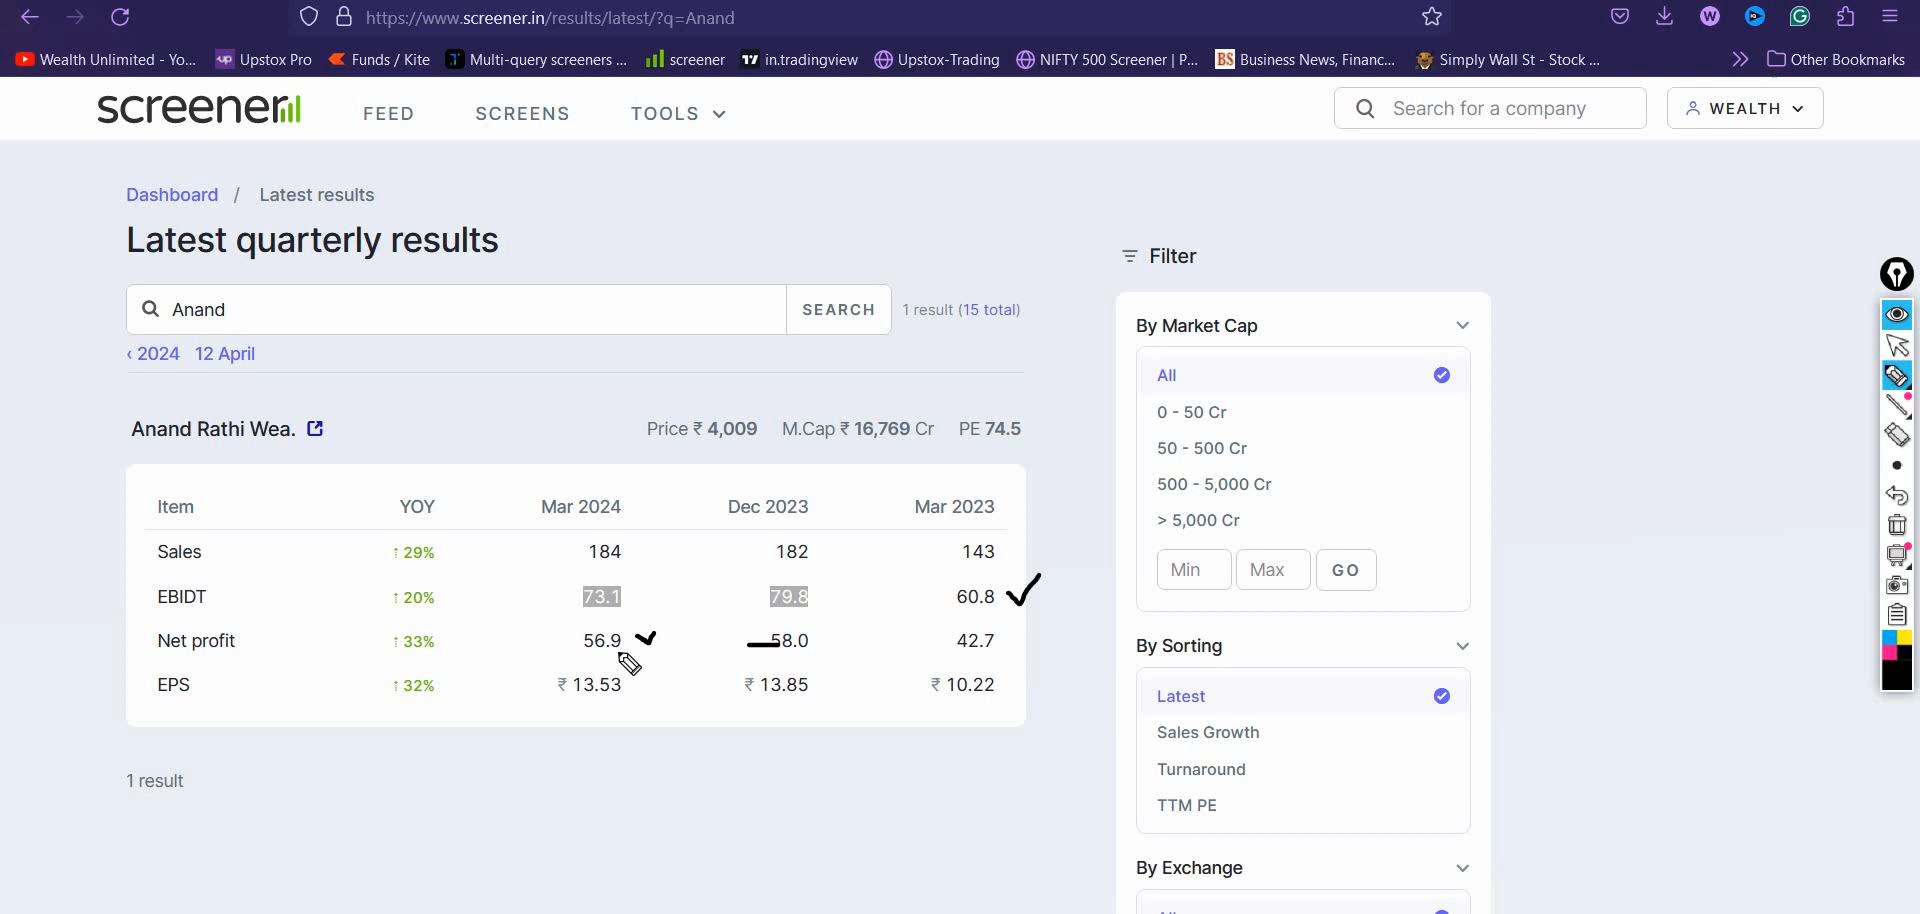 https://www.screener.in/results/latest/?q=Anand
W
Wealth Unlimited - Yo...
up Upstox Pro
Funds / Kite
Multi-query screeners ...
screener
in.tradingview
Upstox-Trading
NIFTY 500 Screener | P...
BS Business News, Financ...
Simply Wall St - Stock ...
Other Bookmarks
screener
FEED
SCREENS
TOOLS
Search for a company
WEALTH
Dashboard / Latest results
Latest quarterly results
Filter
Anand
SEARCH
1 result (15 total)
‹ 2024 12 April
Anand Rathi Wea.
Price ₹ 4,009 M.Cap ₹ 16,769 Cr PE 74.5
Item YOY Mar 2024 Dec 2023 Mar 2023
Sales ↑ 29% 184 182 143
EBIDT ↑ 20% 73.1 79.8 60.8
Net profit ↑ 33% 56.9 58.0 42.7
EPS ↑ 32% ₹ 13.53 ₹ 13.85 ₹ 10.22
1 result
By Market Cap
All
0 - 50 Cr
50 - 500 Cr
500 - 5,000 Cr
> 5,000 Cr
Min Max GO
By Sorting
Latest
Sales Growth
Turnaround
TTM PE
By Exchange